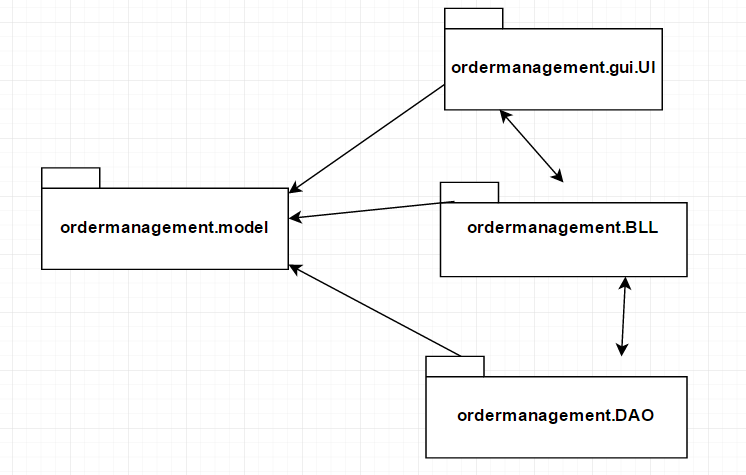 ordermanagement.gui.UI
ordermanagement.model
ordermanagement.BLL
ordermanagement.DAO